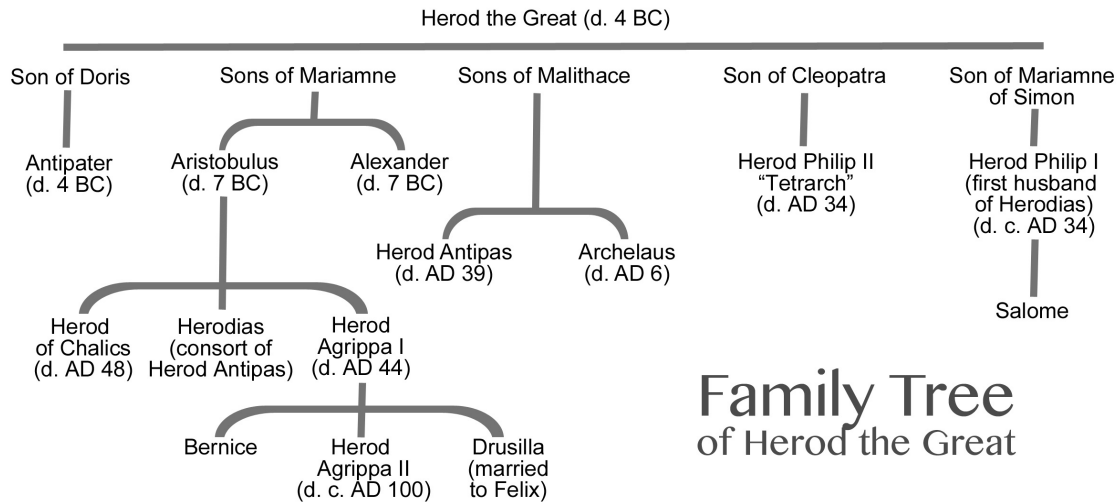 Herod the Great (d. 4 BC)
Son of Doris
Sons of Mariamne
Sons of Malithace
Son of Cleopatra
Son of Mariamne
of Simon
Antipater
(d. 4 BC)
Aristobulus
(d. 7 BC)
Alexander
(d. 7 BC)
Herod Philip II
“Tetrarch”
(d. AD 34)
Herod Philip I
(first husband
of Herodias)
(d. c. AD 34)
Herod Antipas
(d. AD 39)
Archelaus
(d. AD 6)
Salome
Herod
of Chalics
(d. AD 48)
Herodias
(consort of
Herod Antipas)
Herod
Agrippa I
(d. AD 44)
Bernice
Herod
Agrippa II
(d. c. AD 100)
Drusilla
(married
to Felix)
Family Tree
of Herod the Great